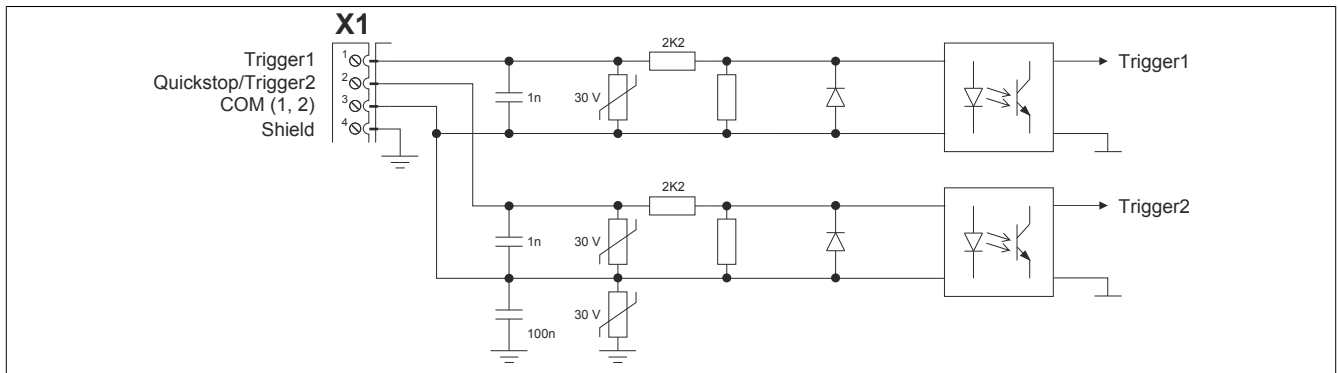 X1
Trigger1
Quickstop/Trigger2
COM (1, 2)
Shield
1
2
3
4
1n
30 V
2K2
Trigger1
1n
30 V
2K2
Trigger2
100n
30 V